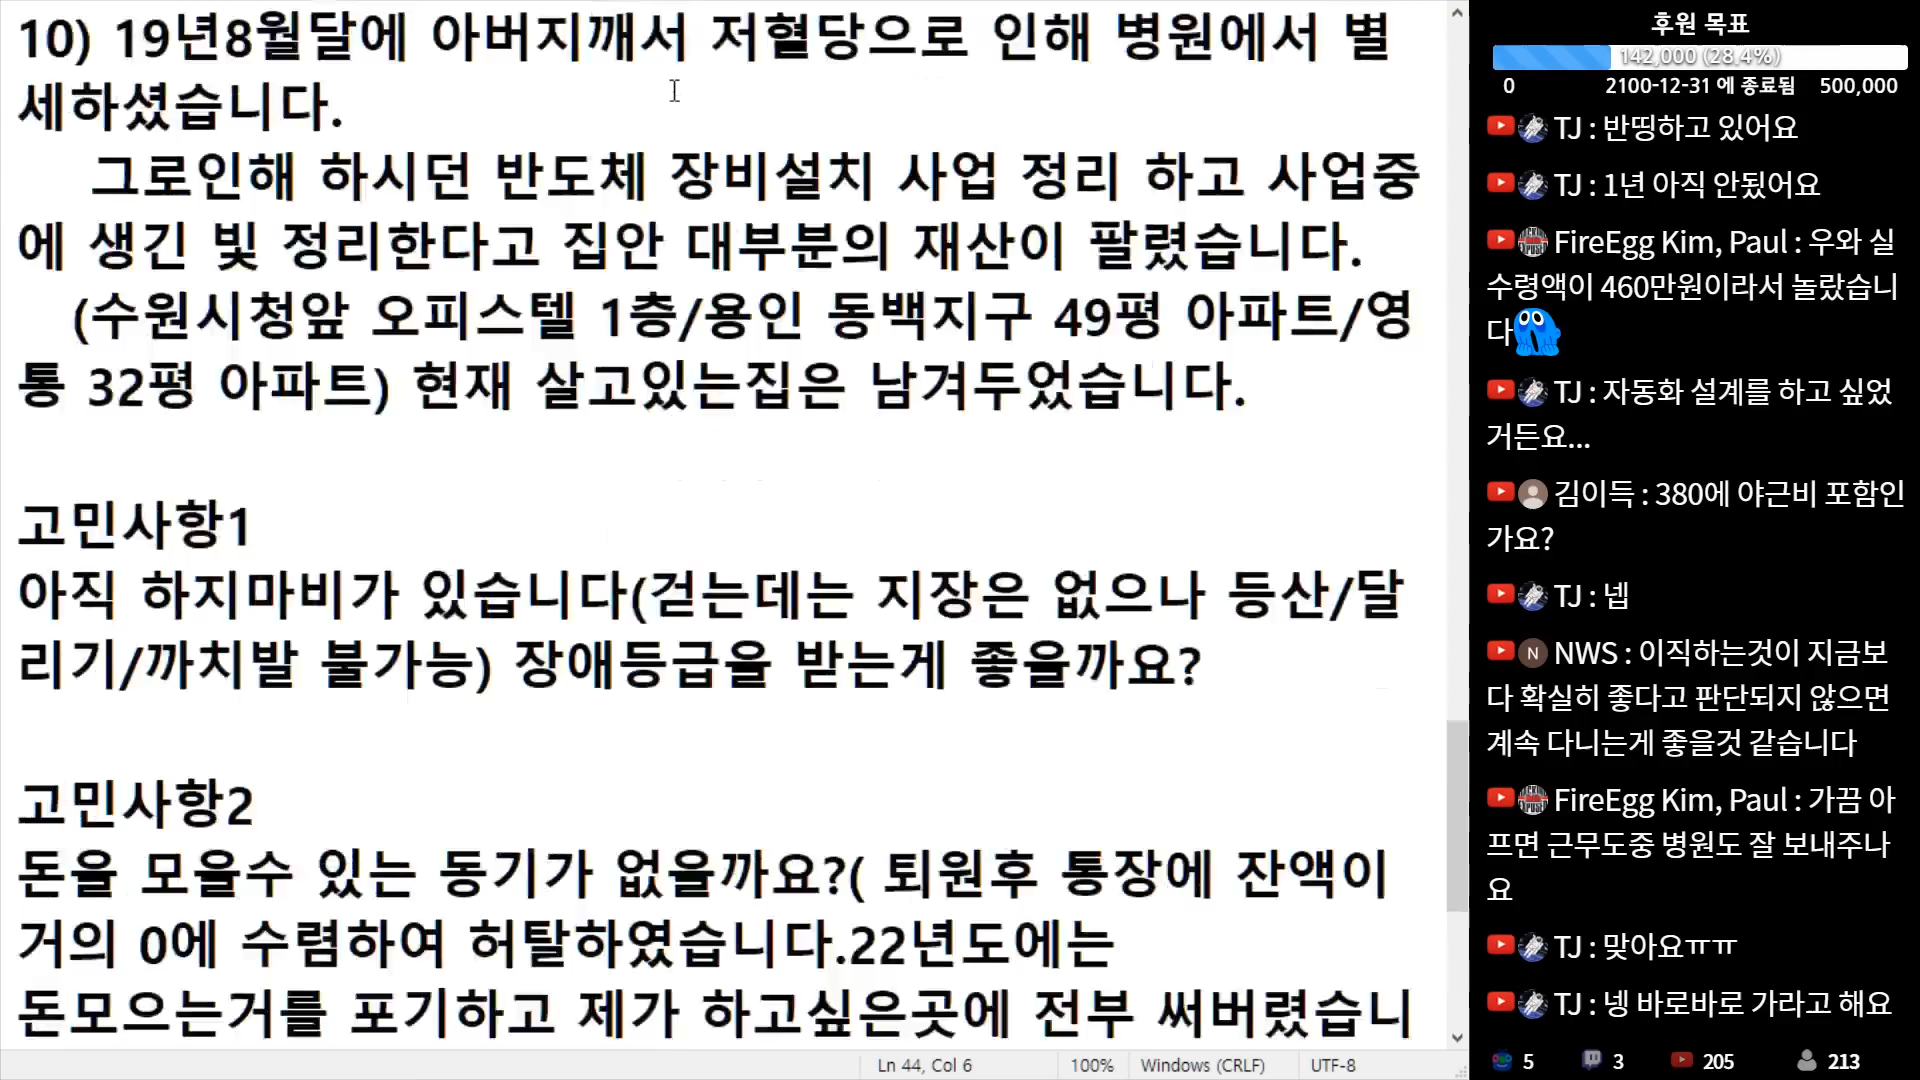 10) 19년8월달에 아버지깨서 저혈당으로 인해 병원에서 별
세하셨습니다.
그로인해 하시던 반도체 장비설치 사업 정리 하고 사업중
에 생긴 빛 정리한다고 집안 대부분의 재산이 팔렸습니다.
(수원시청앞 오피스텔 1층/용인 동백지구 49평 아파트/영
통 32평 아파트) 현재 살고있는집은 남겨두었습니다.
고민사항1
아직 하지마비가 있습니다(걷는데는 지장은 없으나 등산/달
리기/까치발 불가능) 장애등급을 받는게 좋을까요?
고민사항2
돈을 모을수 있는 동기가 없을까요?( 퇴원후 통장에 잔액이
거의 0에 수렴하여 허탈하였습니다.22년도에는
돈모으는거를 포기하고 제가 하고싶은곳에 전부 써버렸습니
Ln 44, Col 6
100%
Windows (CRLF)
UTF-8
후원 목표
142,000 (28.4%)
0 2100-12-31 에 종료됨 500,000
TJ : 반띵하고 있어요
TJ : 1년 아직 안됬어요
FireEgg Kim, Paul : 우와 실
수령액이 460만원이라서 놀랐습니
다
TJ : 자동화 설계를 하고 싶었
거든요...
김이득 : 380에 야근비 포함인
가요?
TJ : 넵
N NWS : 이직하는것이 지금보
다 확실히 좋다고 판단되지 않으면
계속 다니는게 좋을것 같습니다
FireEgg Kim, Paul : 가끔 아
프면 근무도중 병원도 잘 보내주나
요
TJ : 맞아요ㅠㅠ
TJ : 넹 바로바로 가라고 해요
5 3 205 213